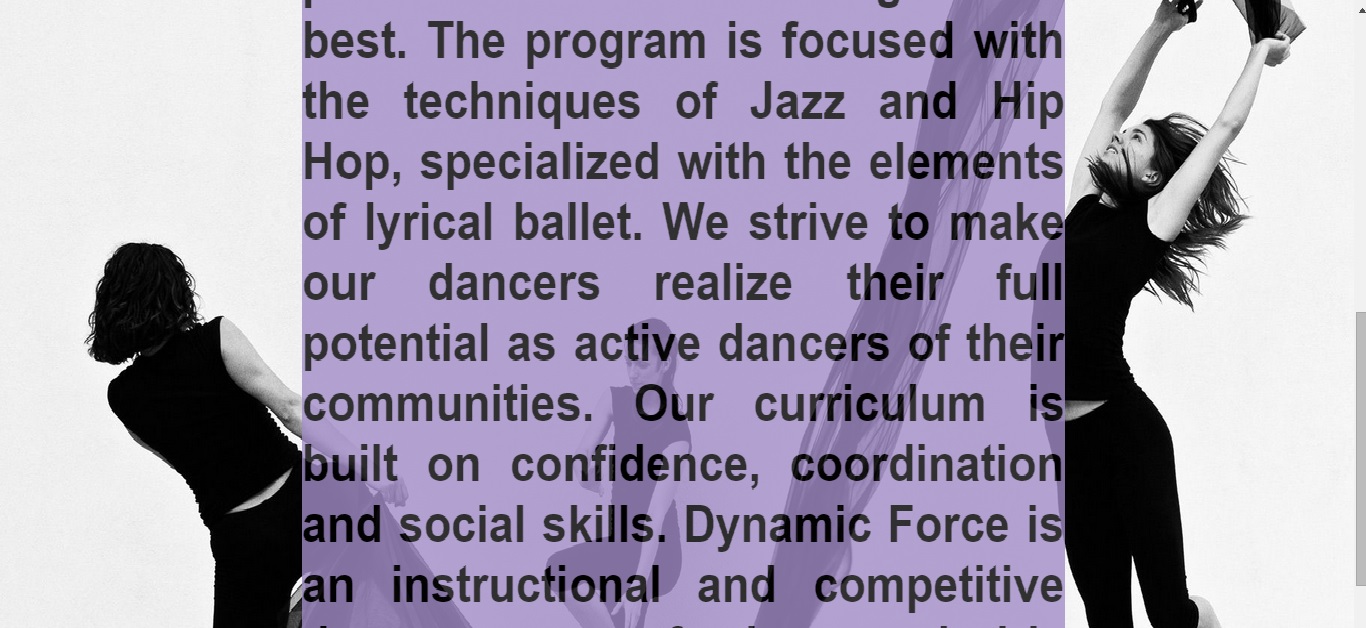 best. The program is focused with
the techniques of Jazz and Hip
Hop, specialized with the elements
of lyrical ballet. We strive to make
our dancers realize their full
potential as active dancers of their
communities. Our curriculum is
built on confidence, coordination
and social skills. Dynamic Force is
an instructional and competitive